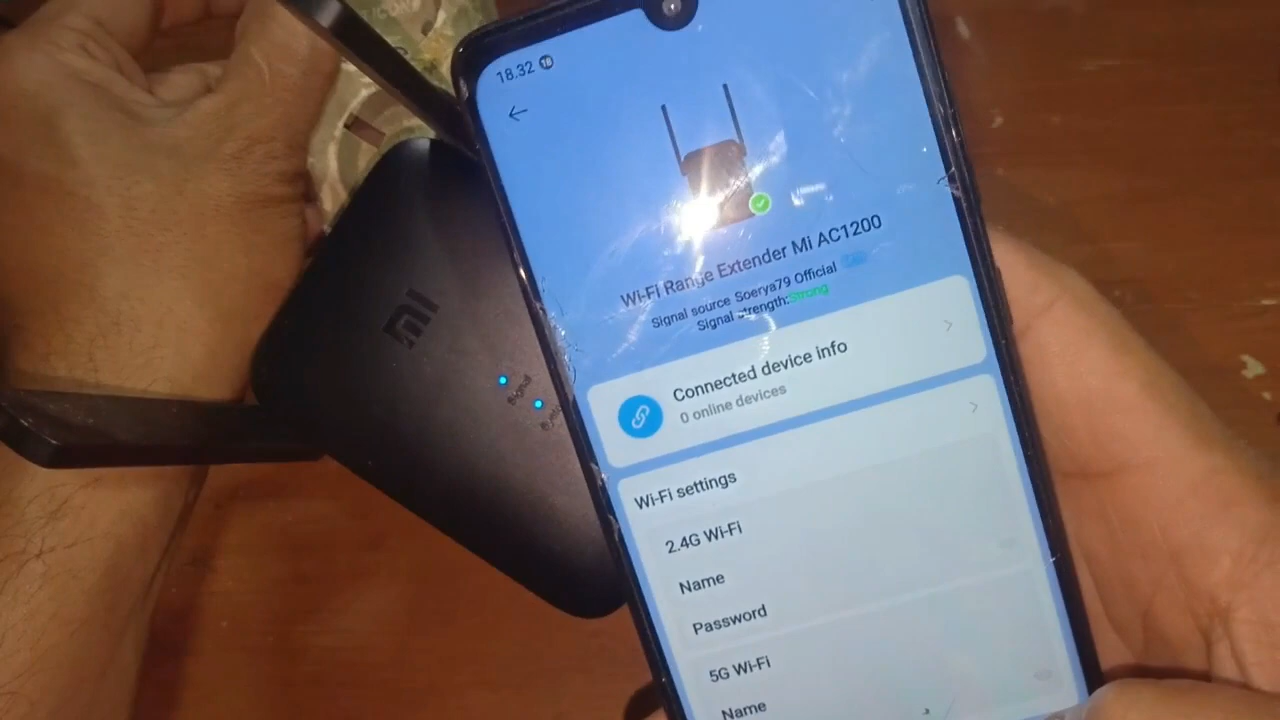 18.32
Wi-Fi Range Extender Mi AC1200
Signal source Soerya79 Official
Signal strength:Strong
Connected device info
0 online devices
Wi-Fi settings
2.4G Wi-Fi
Name
Password
5G Wi-Fi
Name
MI
Signal